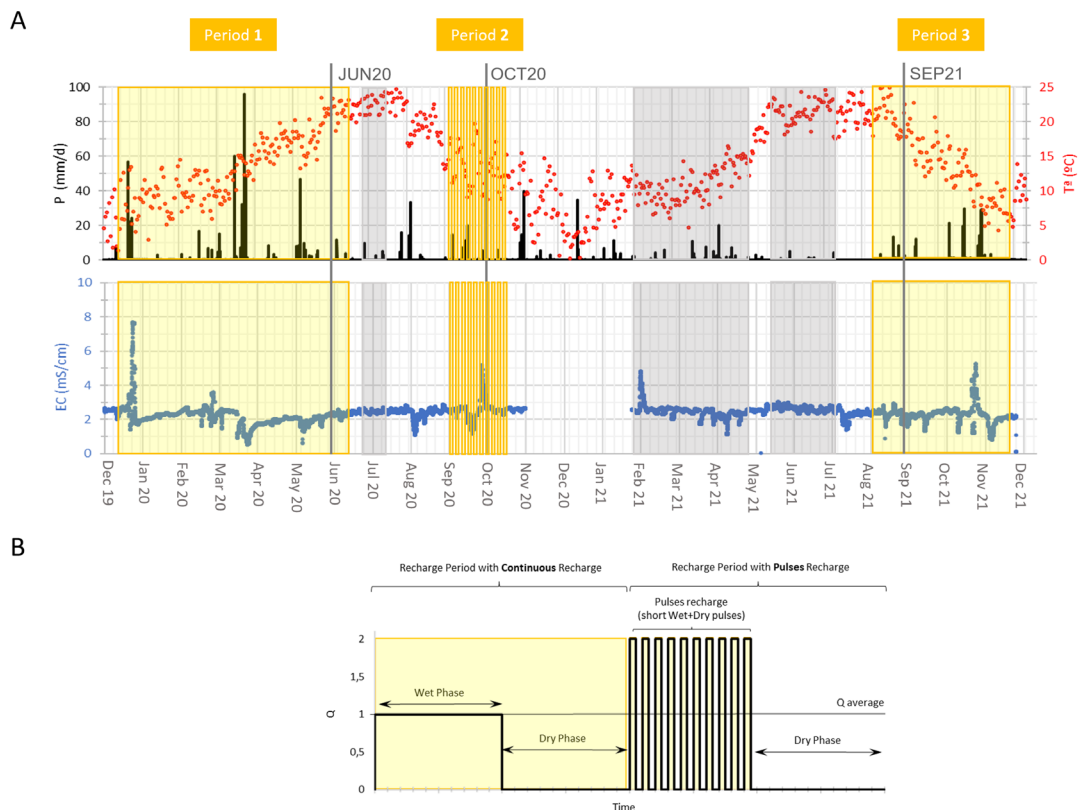 A
Period 1
Period 2
Period 3
JUN20
OCT20
SEP21
P (mm/d)
100
80
60
40
20
0
25
20
15
10
5
0
Tª (ºC)
EC (mS/cm)
10
8
6
4
2
0
Dec 19
Jan 20
Feb 20
Mar 20
Apr 20
May 20
Jun 20
Jul 20
Aug 20
Sep 20
Oct 20
Nov 20
Dec 20
Jan 21
Feb 21
Mar 21
Apr 21
May 21
Jun 21
Jul 21
Aug 21
Sep 21
Oct 21
Nov 21
Dec 21
B
Recharge Period with Continuous Recharge
Recharge Period with Pulses Recharge
Pulses recharge
(short Wet+Dry pulses)
2
1,5
1
0,5
0
Q
Wet Phase
Dry Phase
Q average
Dry Phase
Time